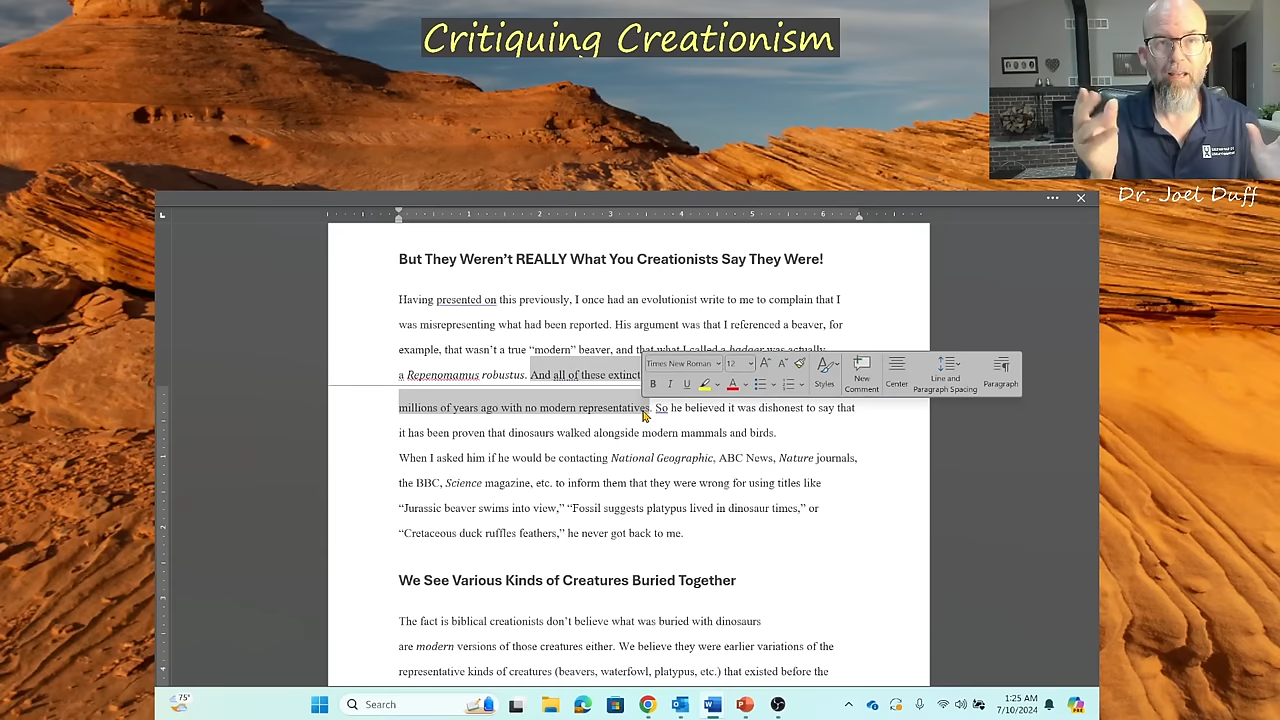 Critiquing Creationism
Dr. Joel Duff
1 2 3 4 5 6
But They Weren't REALLY What You Creationists Say They Were!
Having presented on this previously, I once had an evolutionist write to me to complain that I
was misrepresenting what had been reported. His argument was that I referenced a beaver, for
example, that wasn't a true “modern” beaver, and that what I called a badger was actually
a Repenomamus robustus. And all of these extinct
Times New Roman 12 A A
B I U A Styles New Comment Center Line and Paragraph Spacing Paragraph
millions of years ago with no modern representatives. So he believed it was dishonest to say that
it has been proven that dinosaurs walked alongside modern mammals and birds.
When I asked him if he would be contacting National Geographic, ABC News, Nature journals,
the BBC, Science magazine, etc. to inform them that they were wrong for using titles like
“Jurassic beaver swims into view,” “Fossil suggests platypus lived in dinosaur times,” or
“Cretaceous duck ruffles feathers,” he never got back to me.
We See Various Kinds of Creatures Buried Together
The fact is biblical creationists don't believe what was buried with dinosaurs
are modern versions of those creatures either. We believe they were earlier variations of the
representative kinds of creatures (beavers, waterfowl, platypus, etc.) that existed before the
75°
Search
1:25 AM
7/10/2024